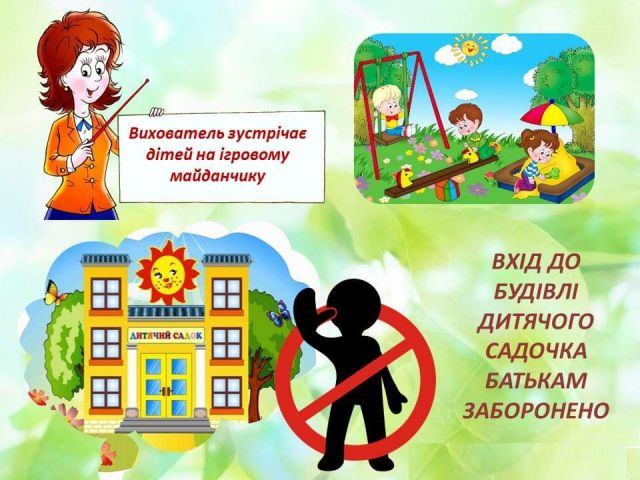 Вихователь зустрічає
дітей на ігровому
майданчику
ДИТЯЧИЙ САДОК
ВХІД ДО
БУДІВЛІ
ДИТЯЧОГО
САДОЧКА
БАТЬКАМ
ЗАБОРОНЕНО